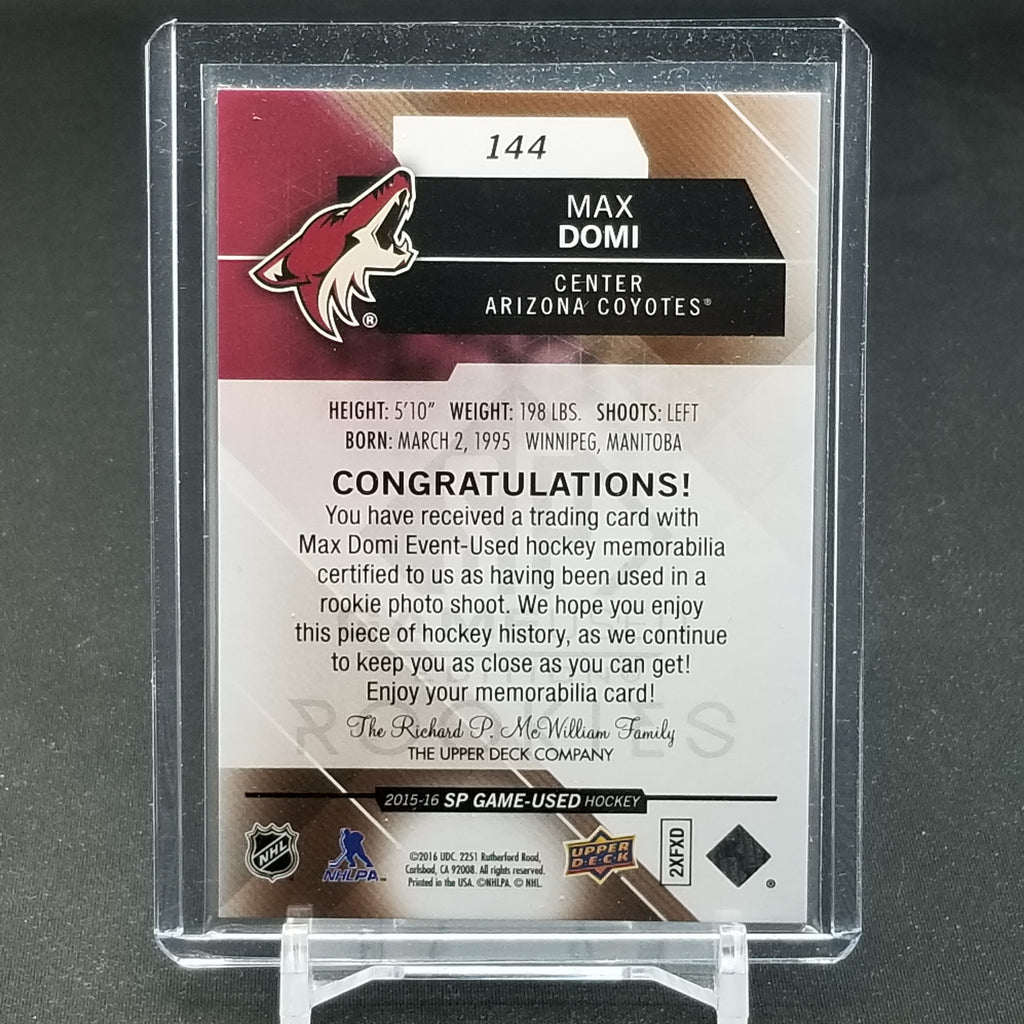 144
MAX
DOMI
CENTER
ARIZONA COYOTES®
®
HEIGHT: 5'10" WEIGHT: 198 LBS. SHOOTS: LEFT
BORN: MARCH 2, 1995 WINNIPEG, MANITOBA
CONGRATULATIONS!
You have received a trading card with
Max Domi Event-Used hockey memorabilia
certified to us as having been used in a
rookie photo shoot. We hope you enjoy
this piece of hockey history, as we continue
to keep you as close as you can get!
Enjoy your memorabilia card!
The Richard P. McWilliam Family
ROOKIES
THE UPPER DECK COMPANY
2015-16 SP GAME-USED HOCKEY
NHL
NHLPA™
©2016 UDC. 2251 Rutherford Road,
Carlsbad, CA 92008. All rights reserved.
Printed in the USA. ©NHLPA. © NHL.
UPPER
DECK
2XFXD
®